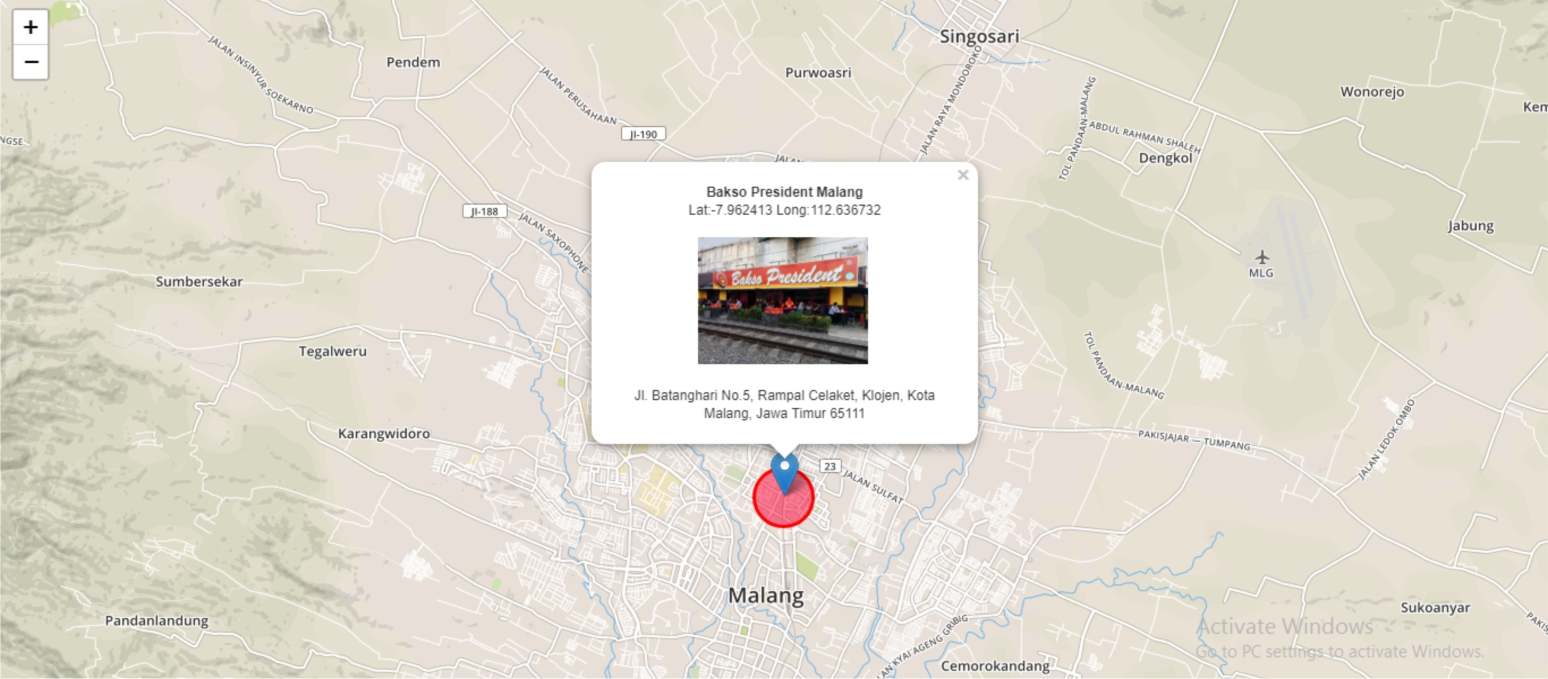 +
−
Singosari
Pendem
Purwoasri
JALAN INSINYUR SOEKARNO
JALAN PERUSAHAAN
JALAN RAYA MONDOROKO
TOL PANDAAN-MALANG
Wonorejo
Kem
NGSE
JI-190
ABDUL RAHMAN SHALEH
Dengkol
JALAN
×
Bakso President Malang
Lat:-7.962413 Long:112.636732
JI-188
JALAN SAXOPHONE
Jabung
Bakso President
MLG
Sumbersekar
Tegalweru
TOL PANDAAN-MALANG
Jl. Batanghari No.5, Rampal Celaket, Klojen, Kota
Malang, Jawa Timur 65111
Karangwidoro
PAKISJAJAR — TUMPANG
JALAN LEDOK OMBO
23
JALAN SULFAT
Malang
Pandanlandung
Sukoanyar
PAKIS
JALAN KYAI AGENG GRIBIG
Cemorokandang
Activate Windows
Go to PC settings to activate Windows.